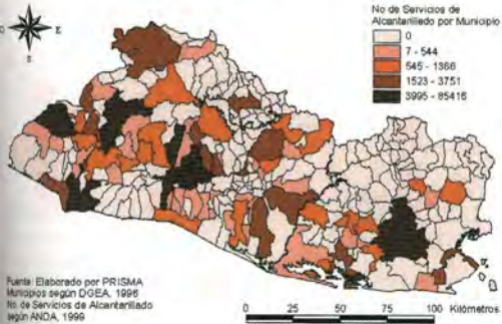 No de Servicios de
Alcantarillado por Municipio
0
7 - 544
545 - 1366
1523 - 3751
3995 - 85416
O
E
Fuente: Elaborado por PRISMA
Municipios según DGEA, 1996
No. de Servicios de Alcantarillado
según ANDA, 1999
0 25 50 75 100 Kilómetros